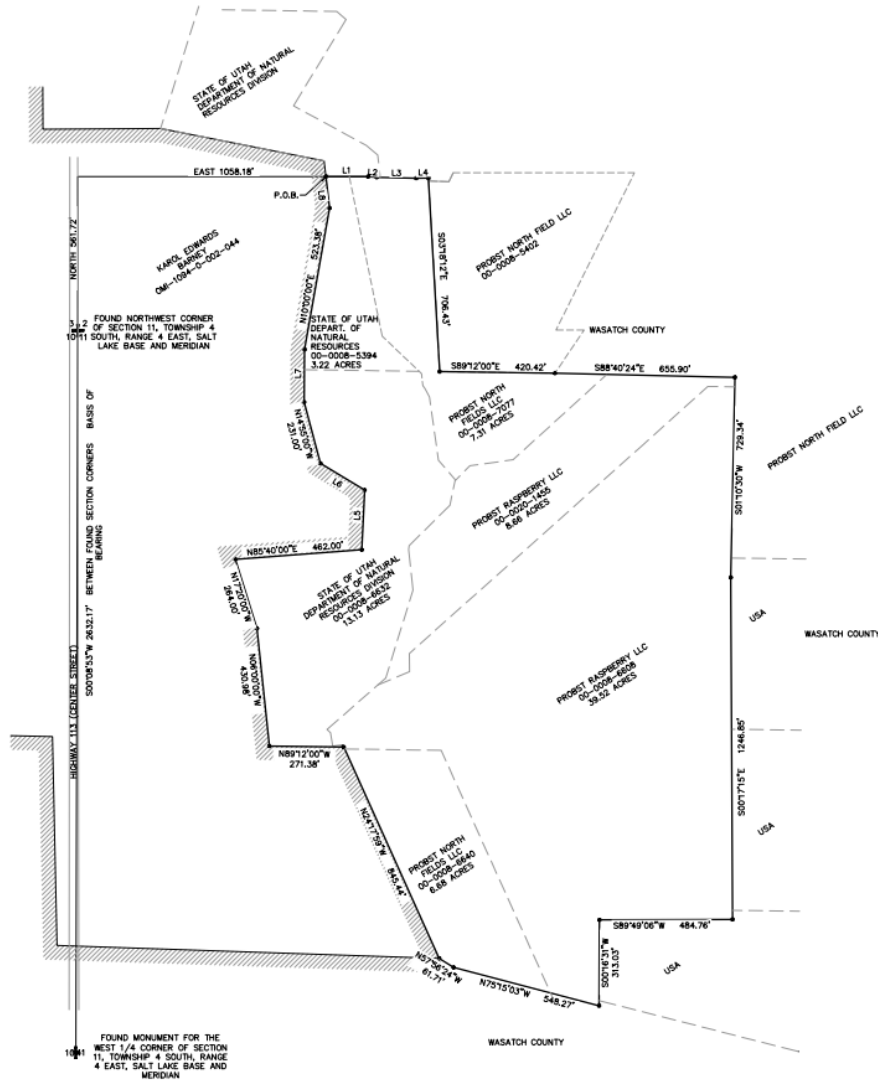 STATE OF UTAH
DEPARTMENT OF NATURAL
RESOURCES DIVISION
EAST 1058.18'
L1
L2
L3
L4
P.O.B.
L8
NORTH 561.72'
KAROL EDWARDS
BARNEY
OMI-1094-0-002-044
N10°00'00"E 523.38'
S03°18'12"E 706.43'
PROBST NORTH FIELD LLC
00-0008-5402
3 2
10 11
FOUND NORTHWEST CORNER
OF SECTION 11, TOWNSHIP 4
SOUTH, RANGE 4 EAST, SALT
LAKE BASE AND MERIDIAN
STATE OF UTAH
DEPART. OF
NATURAL
RESOURCES
00-0008-5394
3.22 ACRES
WASATCH COUNTY
S89°12'00"E 420.42'
S88°40'24"E 655.90'
L7
N14°55'00"W
231.00'
L6
L5
PROBST NORTH
FIELDS LLC
00-0008-7077
7.31 ACRES
S01°10'30"W 729.34'
PROBST NORTH FIELD LLC
PROBST RASPBERRY LLC
00-0020-1455
8.66 ACRES
S00°08'53"W 2632.17' BETWEEN FOUND SECTION CORNERS BASIS OF
BEARING
N85°40'00"E 462.00'
N17°20'00"W
264.00'
STATE OF UTAH
DEPARTMENT OF NATURAL
RESOURCES DIVISION
00-0008-6632
13.13 ACRES
USA
WASATCH COUNTY
N06°00'00"W
430.98'
PROBST RASPBERRY LLC
00-0008-6608
39.52 ACRES
HIGHWAY 113 (CENTER STREET)
N89°12'00"W
271.38'
S00°17'15"E 1246.85'
USA
N24°17'59"W 845.44'
PROBST NORTH
FIELDS LLC
00-0008-6640
6.68 ACRES
S89°49'06"W 484.76'
N57°56'24"W
61.71'
N75°15'03"W 548.27'
S00°16'31"W
313.03'
USA
FOUND MONUMENT FOR THE
WEST 1/4 CORNER OF SECTION
11, TOWNSHIP 4 SOUTH, RANGE
4 EAST, SALT LAKE BASE AND
MERIDIAN
WASATCH COUNTY